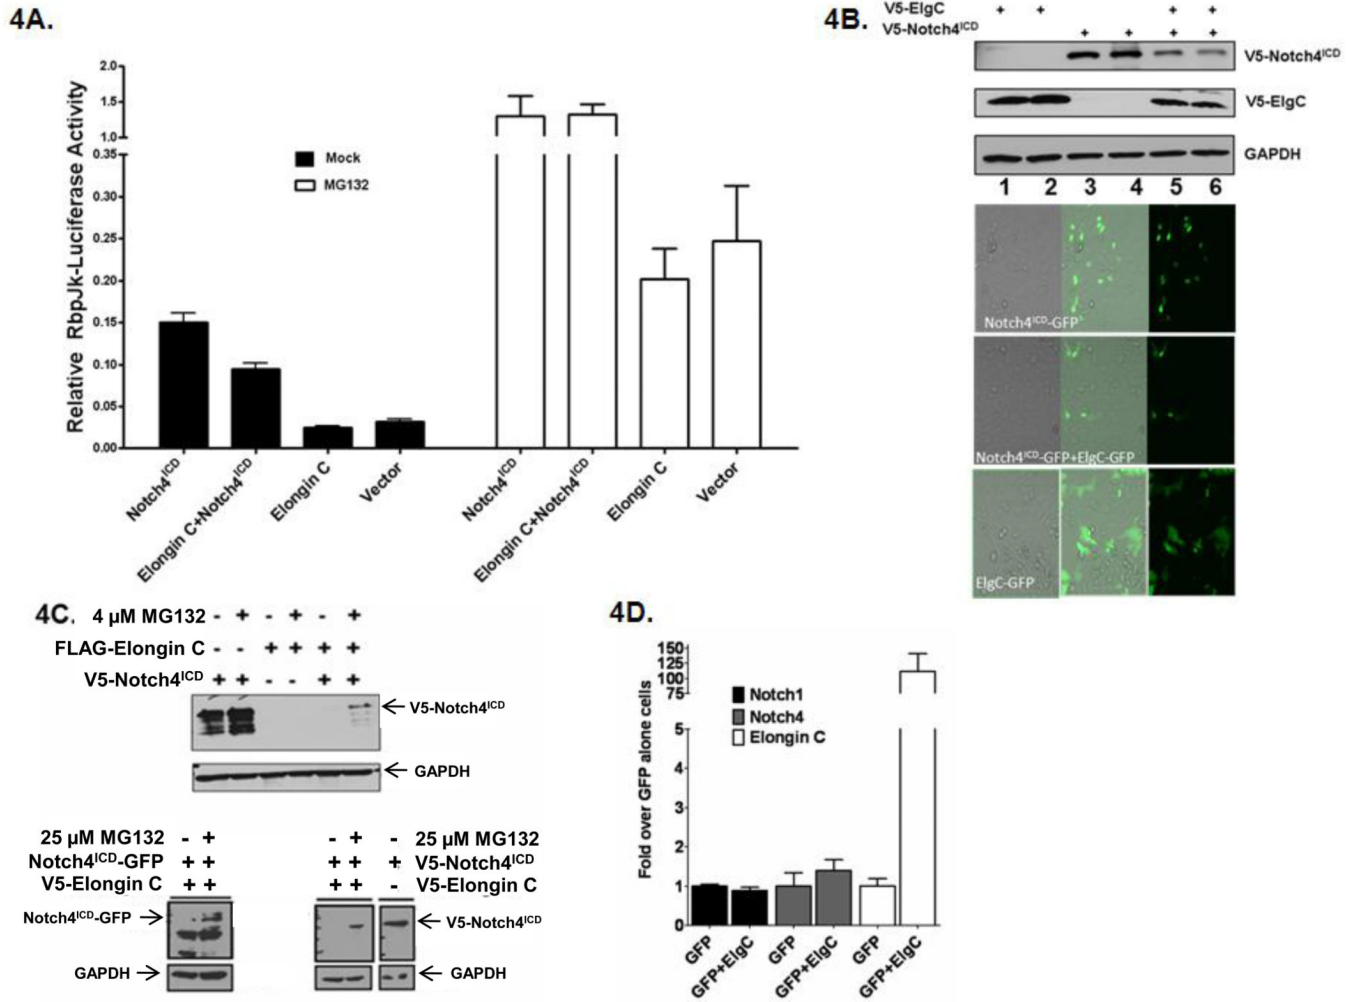 4A.
Relative RbpJk-Luciferase Activity
2.0
1.5
1.0
0.35
0.30
0.25
0.20
0.15
0.10
0.05
0.00
Mock
MG132
Notch4ICD
Elongin C+Notch4ICD
Elongin C
Vector
Notch4ICD
Elongin C+Notch4ICD
Elongin C
Vector
4B.
V5-ElgC + + + +
V5-Notch4ICD + + + +
V5-Notch4ICD
V5-ElgC
GAPDH
1 2 3 4 5 6
Notch4ICD-GFP
Notch4ICD-GFP+ElgC-GFP
ElgC-GFP
4C.
4 µM MG132 - + - + - +
FLAG-Elongin C - - + + + +
V5-Notch4ICD + + - - + +
V5-Notch4ICD
GAPDH
25 µM MG132 - +
Notch4ICD-GFP + +
V5-Elongin C + +
Notch4ICD-GFP
GAPDH
- + - 25 µM MG132
+ + + V5-Notch4ICD
+ + - V5-Elongin C
V5-Notch4ICD
GAPDH
4D.
Fold over GFP alone cells
150
125
100
75
5
4
3
2
1
0
Notch1
Notch4
Elongin C
GFP
GFP+ElgC
GFP
GFP+ElgC
GFP
GFP+ElgC